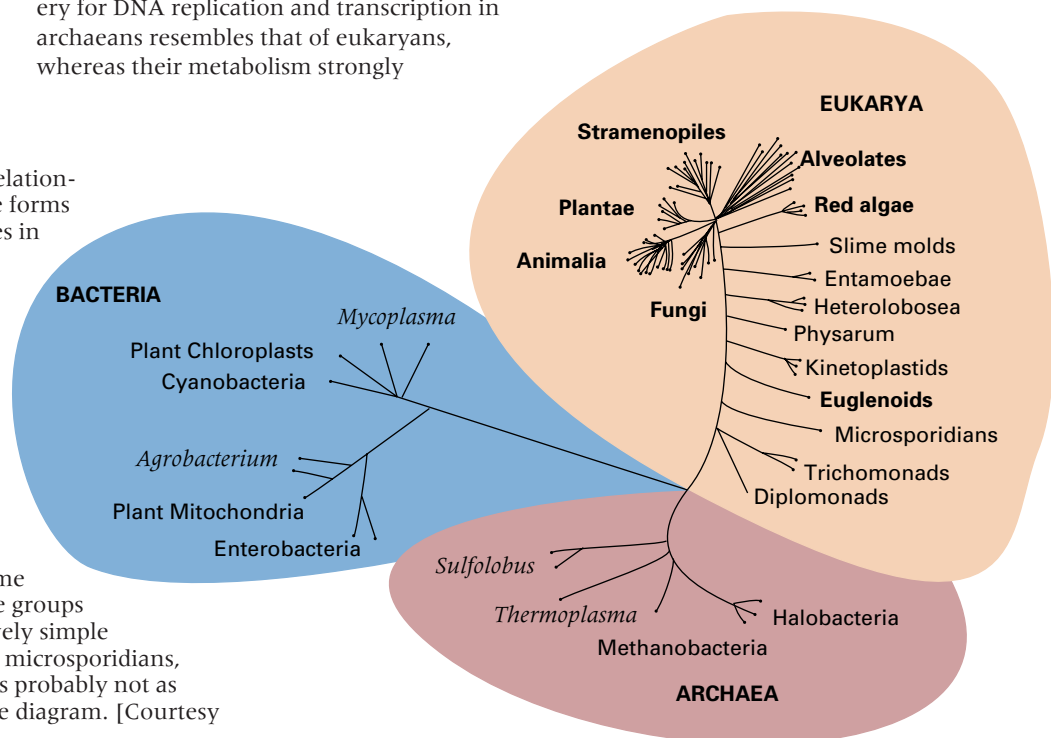 ery for DNA replication and transcription in
archaeans resembles that of eukaryans,
whereas their metabolism strongly
elation-
e forms
es in
BACTERIA
Mycoplasma
Plant Chloroplasts
Cyanobacteria
Agrobacterium
Plant Mitochondria
Enterobacteria
EUKARYA
Stramenopiles
Alveolates
Plantae
Red algae
Animalia
Slime molds
Entamoebae
Fungi
Heterolobosea
Physarum
Kinetoplastids
Euglenoids
Microsporidians
Trichomonads
Diplomonads
Sulfolobus
Thermoplasma
Halobacteria
Methanobacteria
ARCHAEA
me
e groups
vely simple
microsporidians,
s probably not as
e diagram. [Courtesy